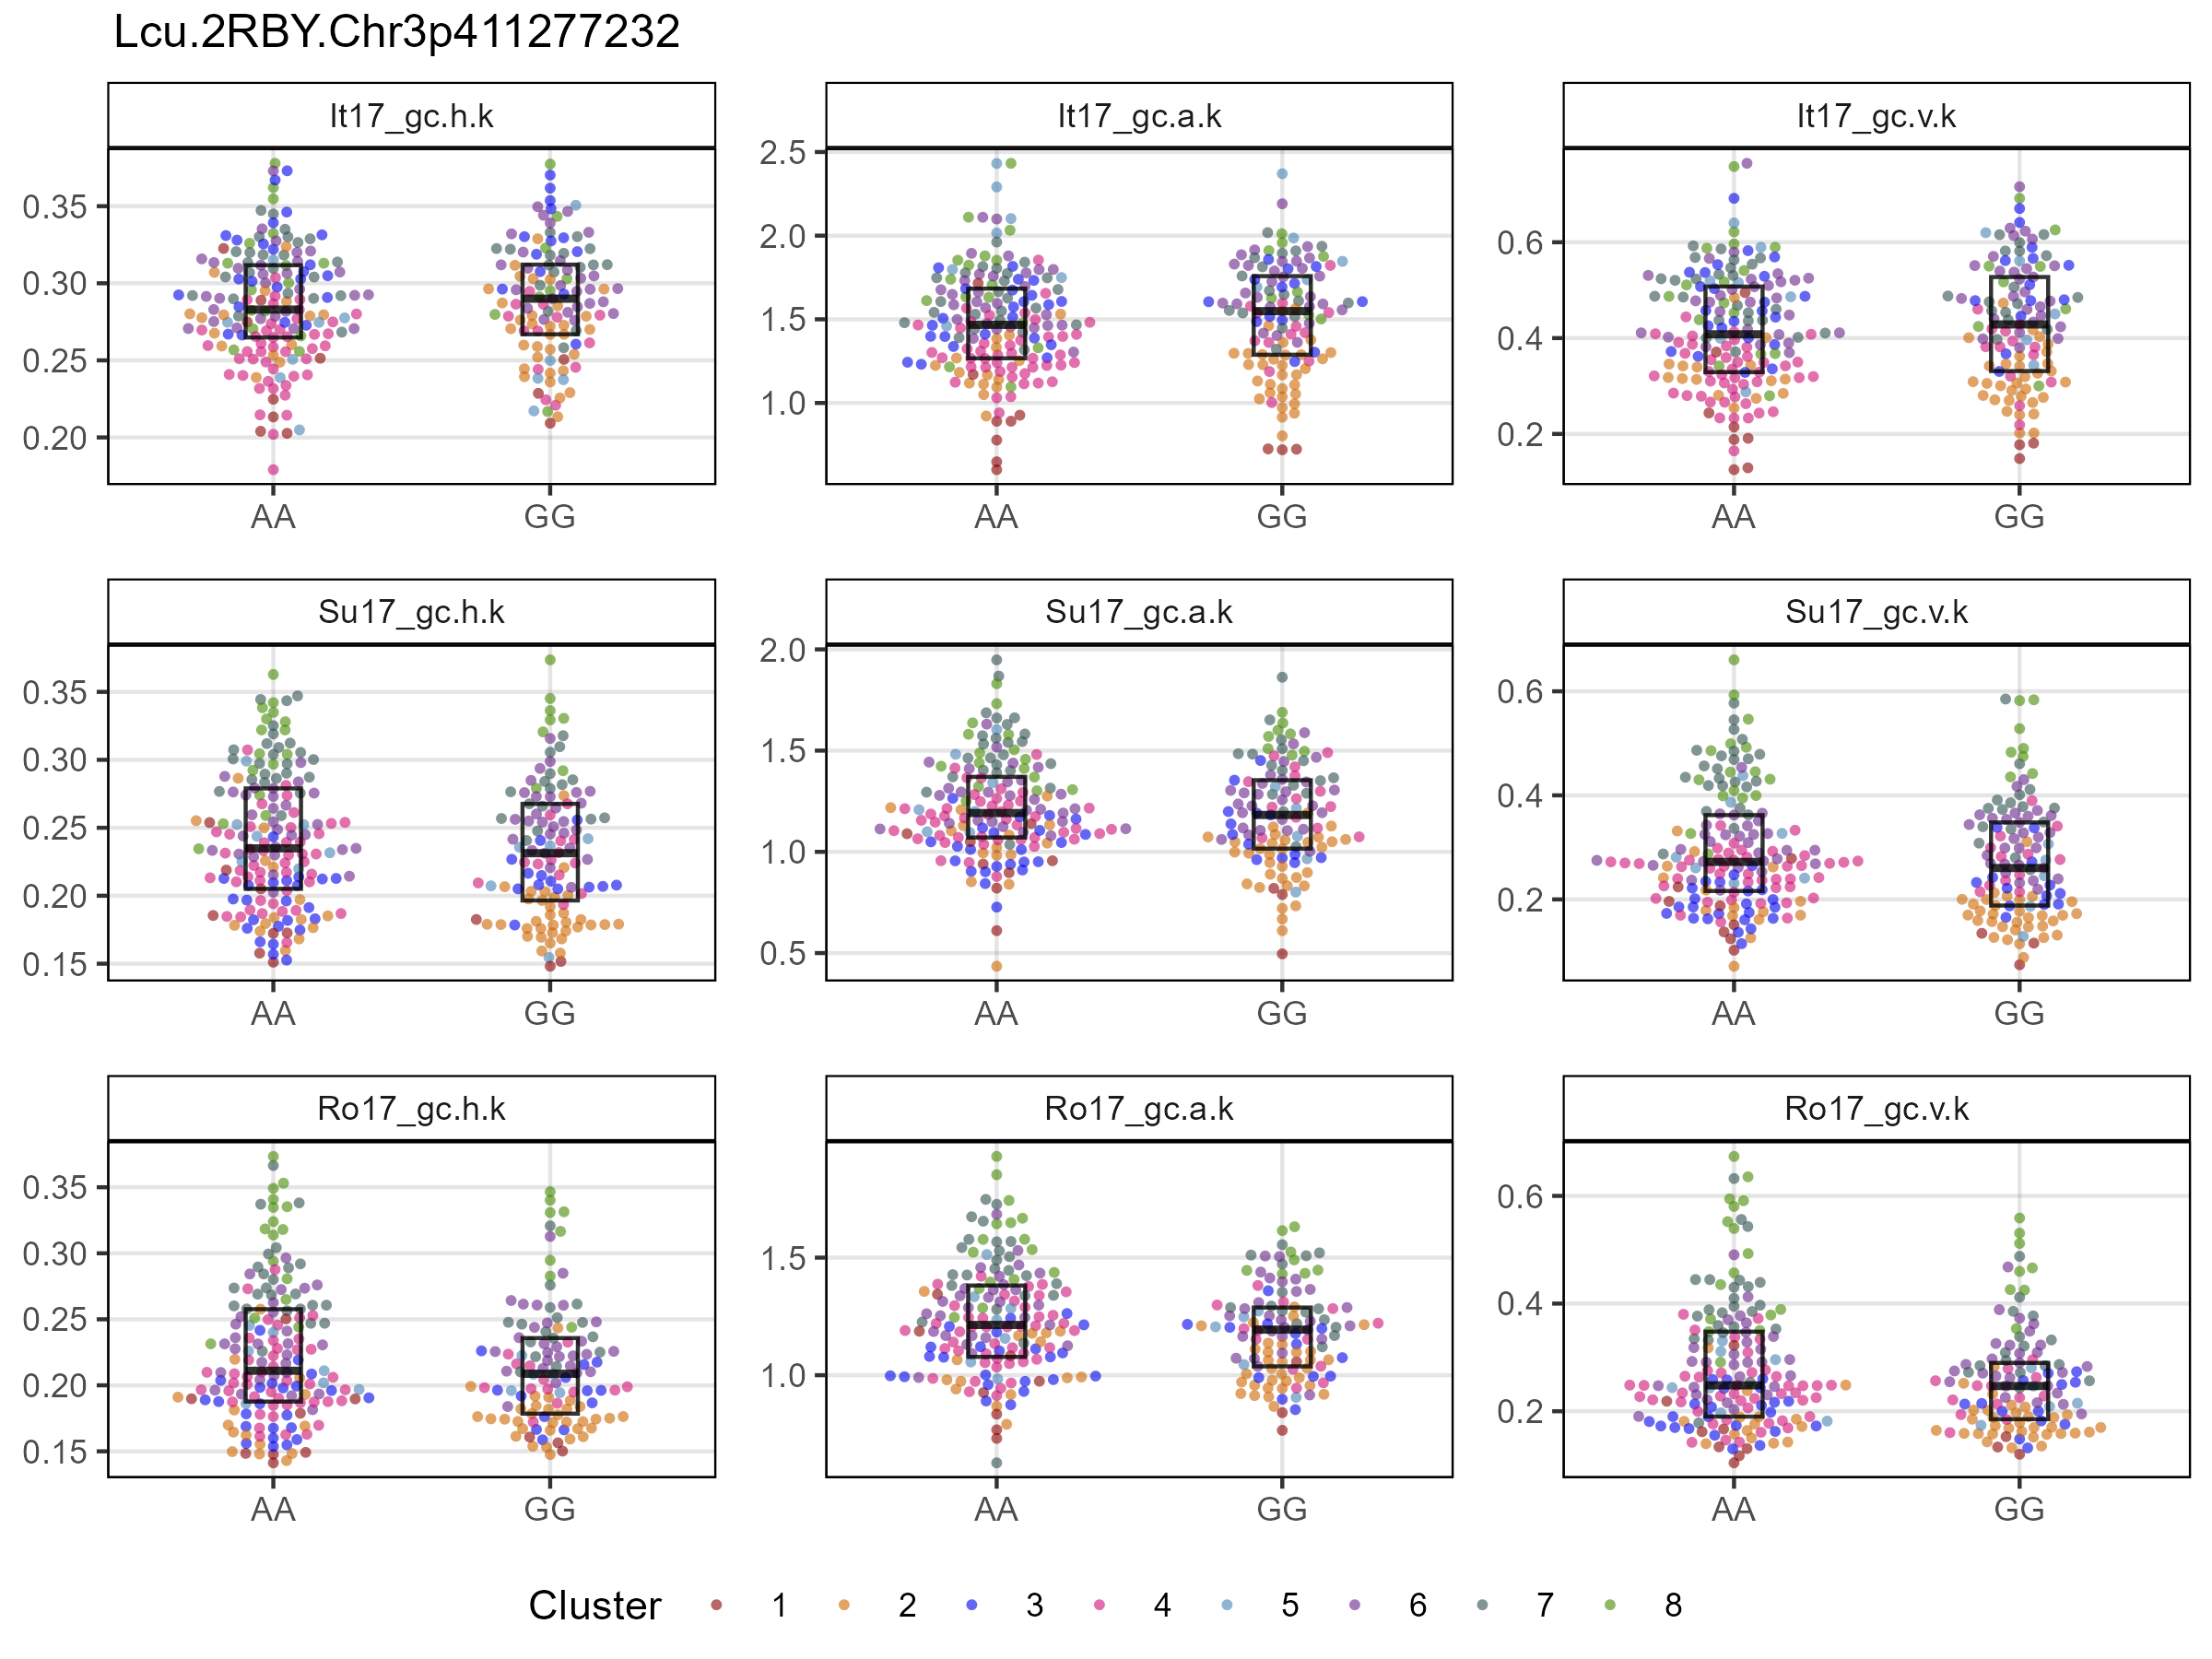 Lcu.2RBY.Chr3p411277232
It17_gc.h.k
It17_gc.a.k
It17_gc.v.k
0.35
0.30
0.25
0.20
AA
GG
2.5
2.0
1.5
1.0
AA
GG
0.6
0.4
0.2
AA
GG
Su17_gc.h.k
Su17_gc.a.k
Su17_gc.v.k
0.35
0.30
0.25
0.20
0.15
AA
GG
2.0
1.5
1.0
0.5
AA
GG
0.6
0.4
0.2
AA
GG
Ro17_gc.h.k
Ro17_gc.a.k
Ro17_gc.v.k
0.35
0.30
0.25
0.20
0.15
AA
GG
1.5
1.0
AA
GG
0.6
0.4
0.2
AA
GG
Cluster 1 2 3 4 5 6 7 8